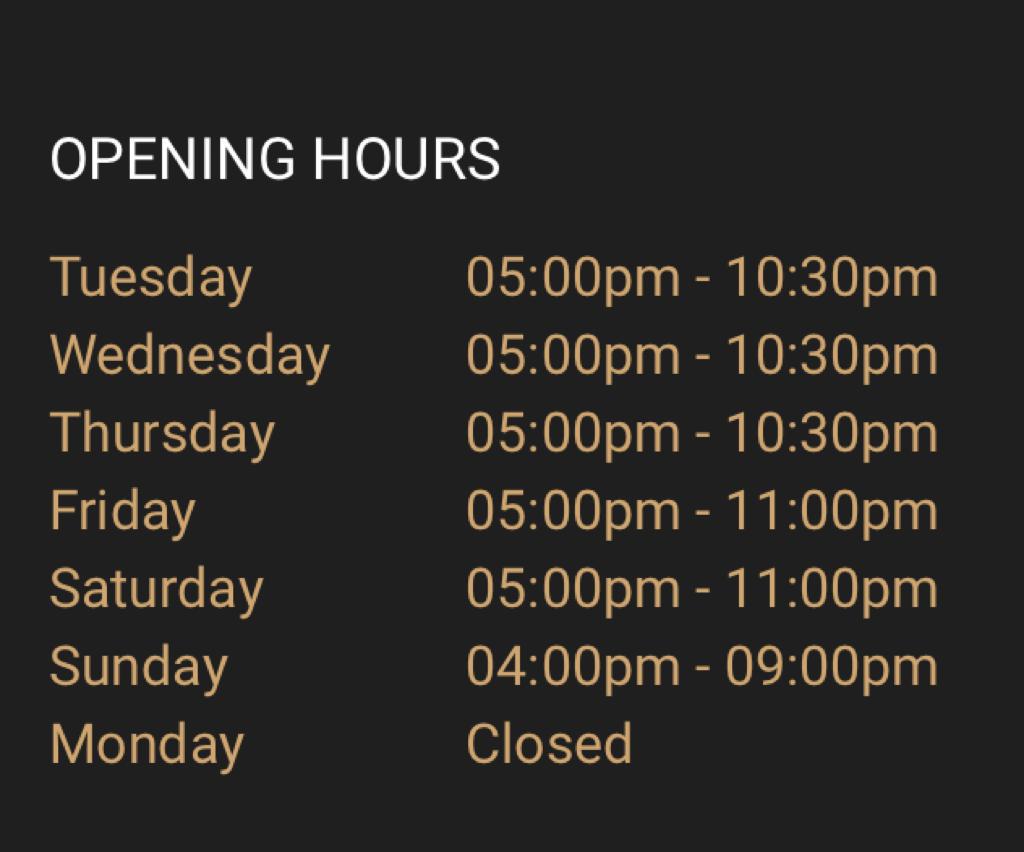 OPENING HOURS
Tuesday 05:00pm - 10:30pm
Wednesday 05:00pm - 10:30pm
Thursday 05:00pm - 10:30pm
Friday 05:00pm - 11:00pm
Saturday 05:00pm - 11:00pm
Sunday 04:00pm - 09:00pm
Monday Closed